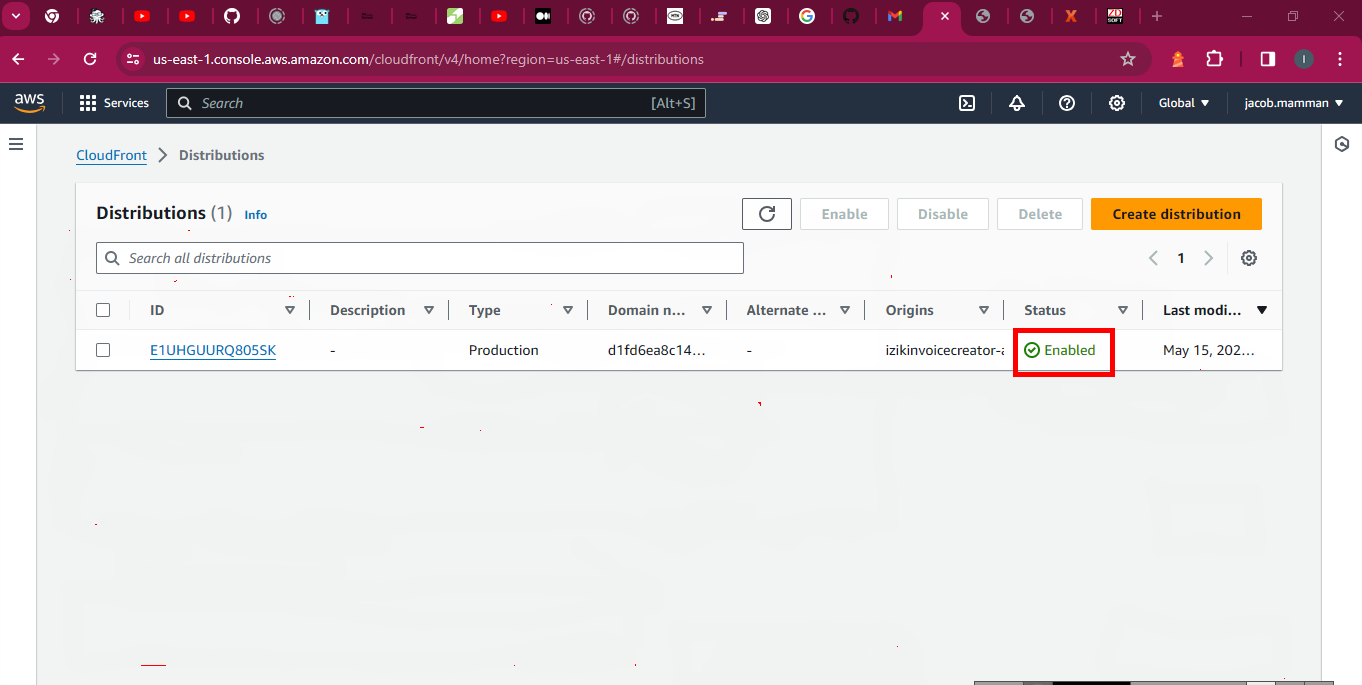 us-east-1.console.aws.amazon.com/cloudfront/v4/home?region=us-east-1#/distributions
I
aws
Services
Search
[Alt+S]
Global
jacob.mamman
CloudFront
Distributions
Distributions (1) Info
Enable
Disable
Delete
Create distribution
Search all distributions
1
ID Description Type Domain n... Alternate ... Origins Status Last modi...
E1UHGUURQ805SK - Production d1fd6ea8c14... - izikinvoicecreator-a Enabled May 15, 202...